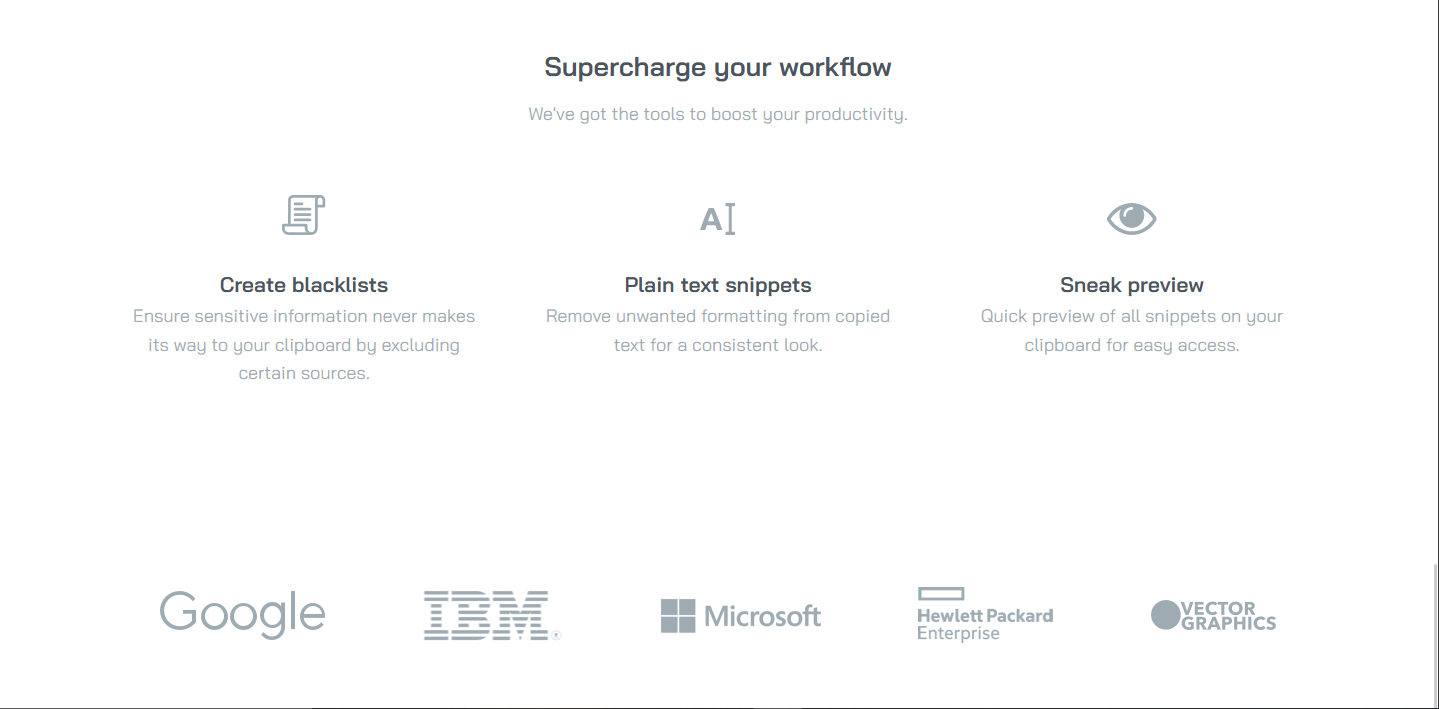 Supercharge your workflow
We've got the tools to boost your productivity.
A
Create blacklists
Plain text snippets
Sneak preview
Ensure sensitive information never makes
its way to your clipboard by excluding
certain sources.
Remove unwanted formatting from copied
text for a consistent look.
Quick preview of all snippets on your
clipboard for easy access.
Google
IBM
Microsoft
Hewlett Packard
Enterprise
VECTOR
GRAPHICS